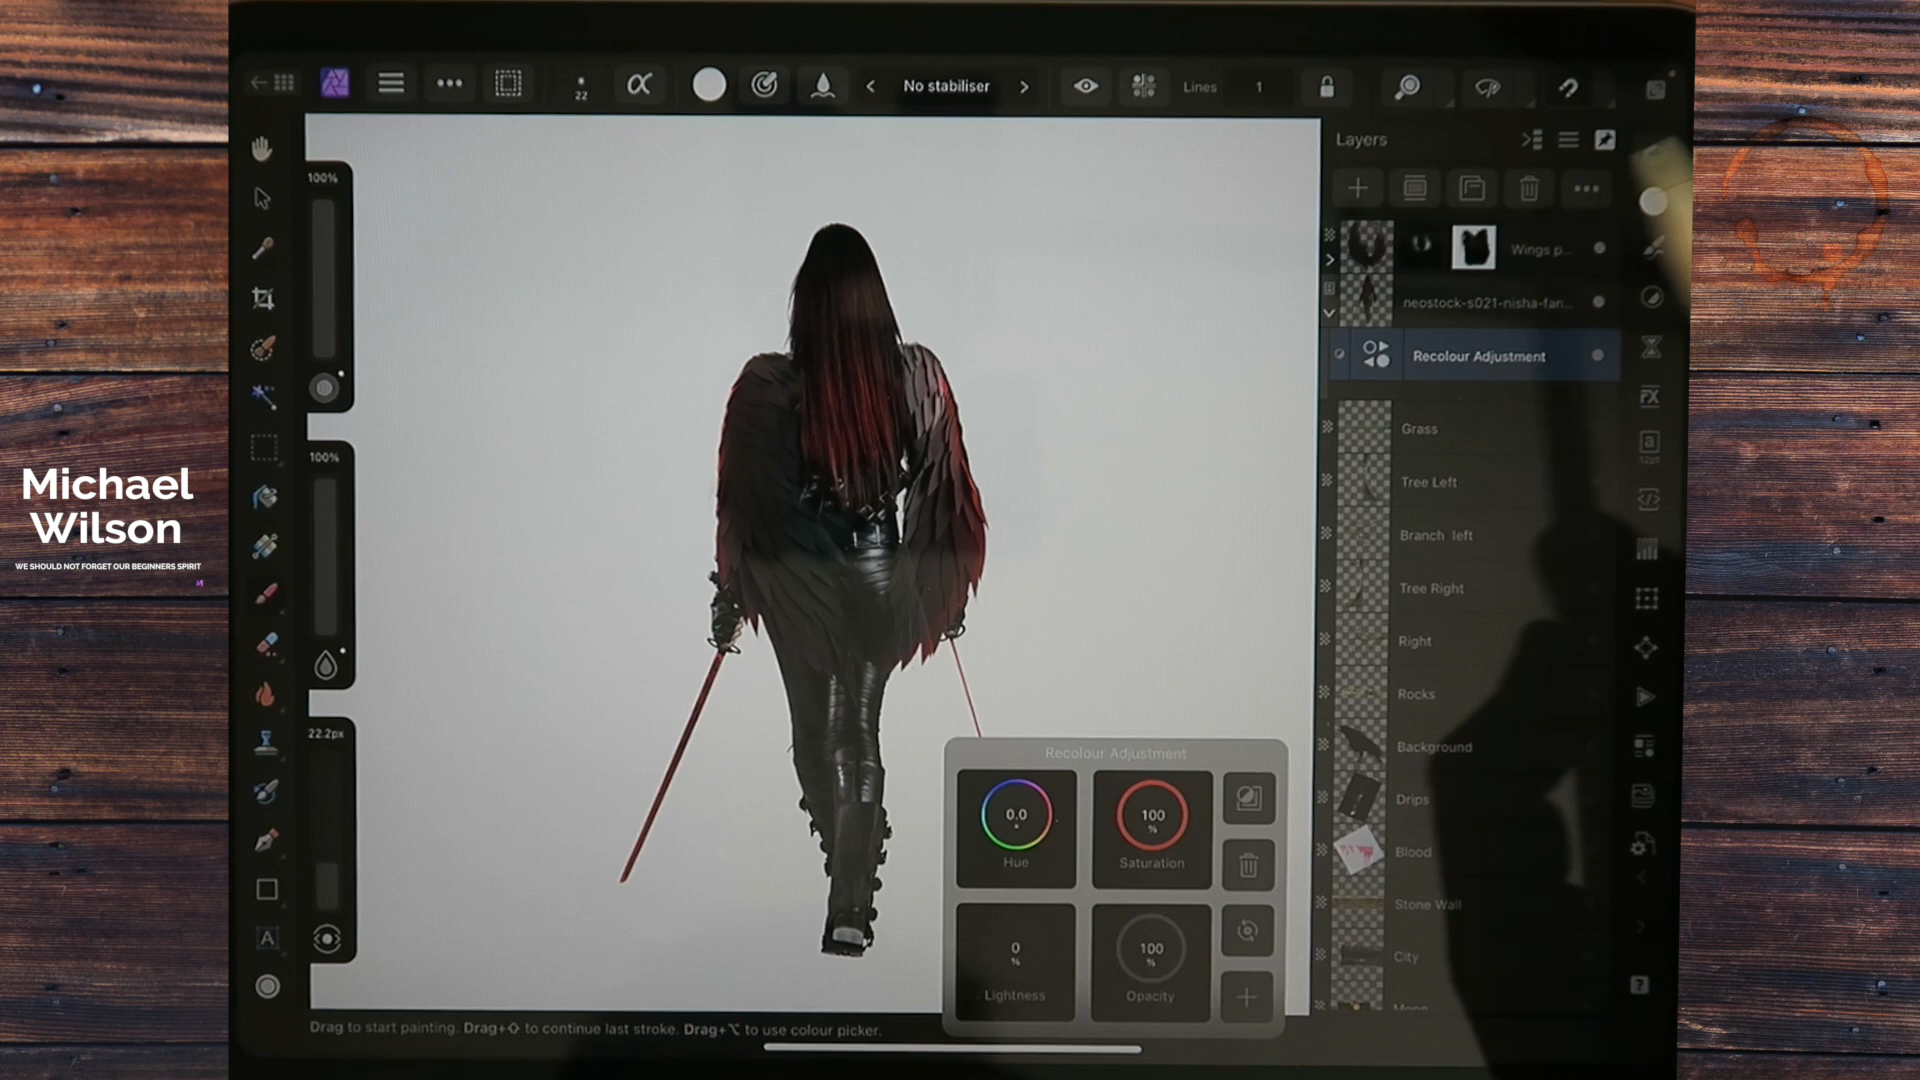 22
No stabiliser
Lines
1
Layers
100%
Wings p...
neostock-s021-nisha-fan...
Recolour Adjustment
Grass
Tree Left
100%
Branch left
Tree Right
Right
Rocks
22.2px
Background
Drips
Blood
Stone Wall
City
Moon
Recolour Adjustment
0.0
°
Hue
100
%
Saturation
0
%
Lightness
100
%
Opacity
FX
a
12pt
A
?
Drag to start painting. Drag+⇧ to continue last stroke. Drag+⌥ to use colour picker.
Michael
Wilson
WE SHOULD NOT FORGET OUR BEGINNERS SPIRIT
M